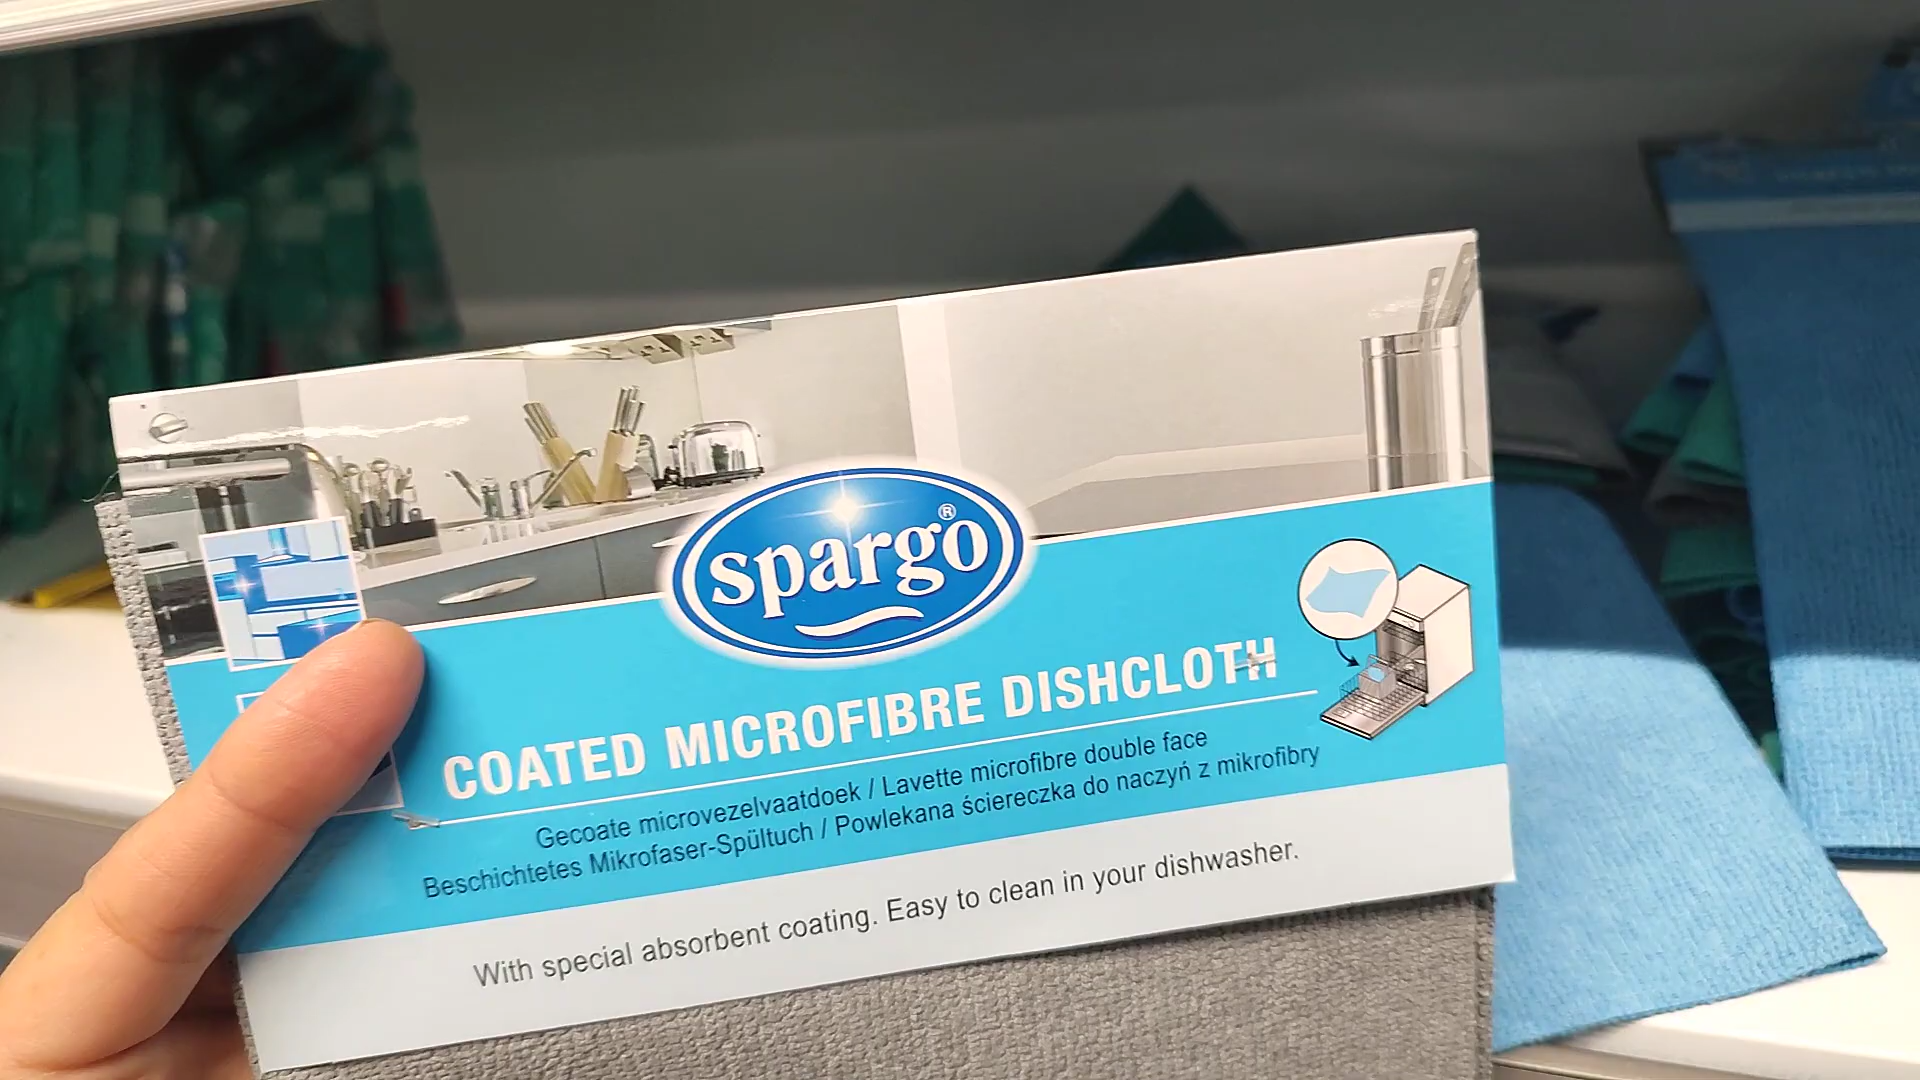 spargo®
COATED MICROFIBRE DISHCLOTH
Gecoate microvezelvaatdoek / Lavette microfibre double face
Beschichtetes Mikrofaser-Spültuch / Powlekana ściereczka do naczyń z mikrofibry
With special absorbent coating. Easy to clean in your dishwasher.